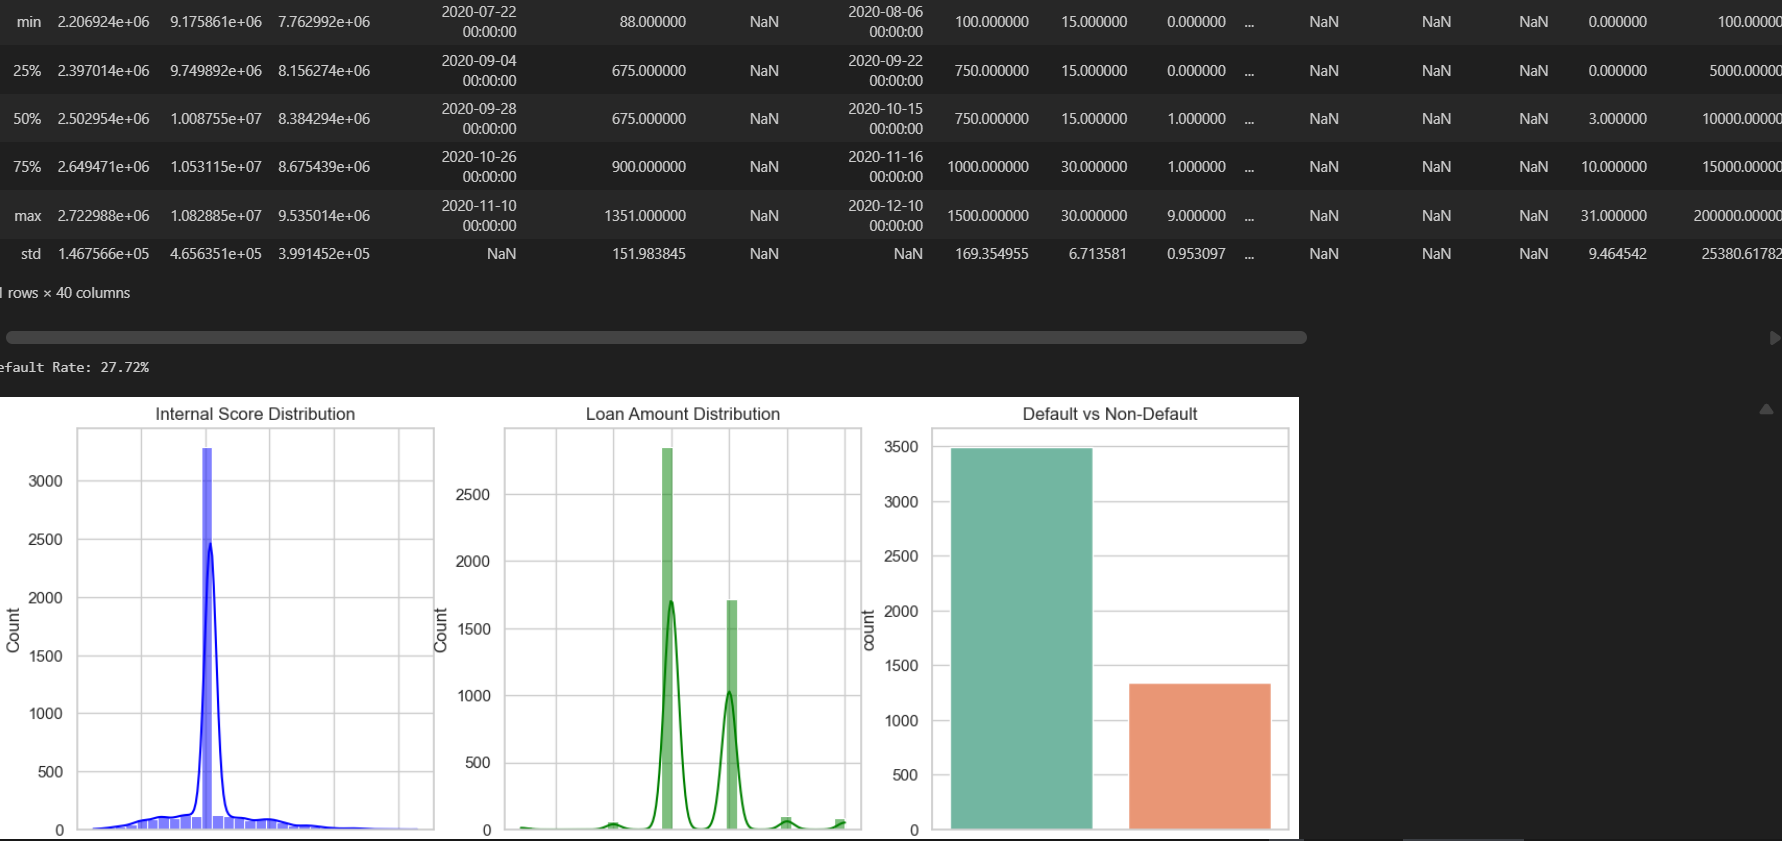 min 2.206924e+06 9.175861e+06 7.762992e+06 2020-07-22 00:00:00 88.000000 NaN 2020-08-06 00:00:00 100.000000 15.000000 0.000000 ... NaN NaN NaN 0.000000 100.00000
25% 2.397014e+06 9.749892e+06 8.156274e+06 2020-09-04 00:00:00 675.000000 NaN 2020-09-22 00:00:00 750.000000 15.000000 0.000000 ... NaN NaN NaN 0.000000 5000.00000
50% 2.502954e+06 1.008755e+07 8.384294e+06 2020-09-28 00:00:00 675.000000 NaN 2020-10-15 00:00:00 750.000000 15.000000 1.000000 ... NaN NaN NaN 3.000000 10000.00000
75% 2.649471e+06 1.053115e+07 8.675439e+06 2020-10-26 00:00:00 900.000000 NaN 2020-11-16 00:00:00 1000.000000 30.000000 1.000000 ... NaN NaN NaN 10.000000 15000.00000
max 2.722988e+06 1.082885e+07 9.535014e+06 2020-11-10 00:00:00 1351.000000 NaN 2020-12-10 00:00:00 1500.000000 30.000000 9.000000 ... NaN NaN NaN 31.000000 200000.00000
std 1.467566e+05 4.656351e+05 3.991452e+05 NaN 151.983845 NaN NaN 169.354955 6.713581 0.953097 ... NaN NaN NaN 9.464542 25380.61782
rows × 40 columns
efault Rate: 27.72%
Internal Score Distribution
Count
3000
2500
2000
1500
1000
500
0
Loan Amount Distribution
Count
2500
2000
1500
1000
500
0
Default vs Non-Default
count
3500
3000
2500
2000
1500
1000
500
0